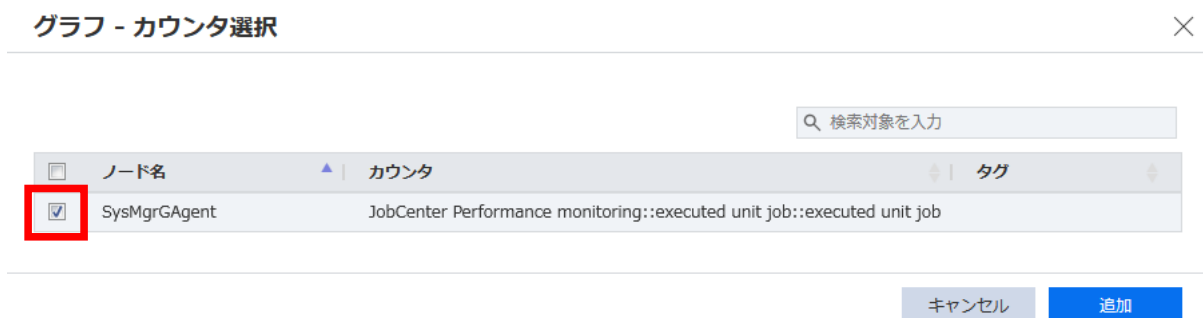 グラフ - カウンタ選択
検索対象を入力
ノード名 カウンタ タグ
SysMgrGAgent JobCenter Performance monitoring::executed unit job::executed unit job
キャンセル 追加